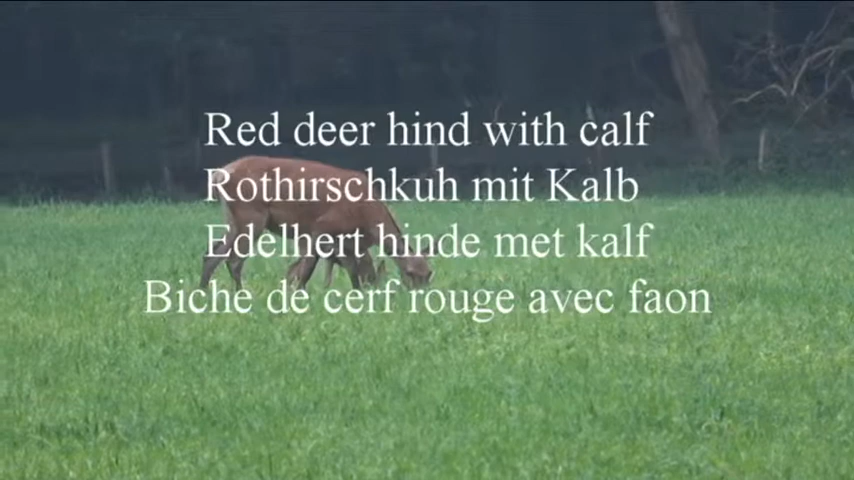 Red deer hind with calf
Rothirschkuh mit Kalb
Edelhert hinde met kalf
Biche de cerf rouge avec faon